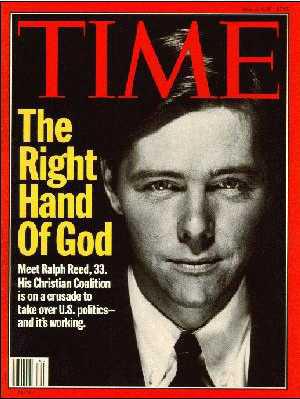 TIME
The
Right
Hand
Of God
Meet Ralph Reed, 33.
His Christian Coalition
is on a crusade to
take over U.S. politics—
and it's working.